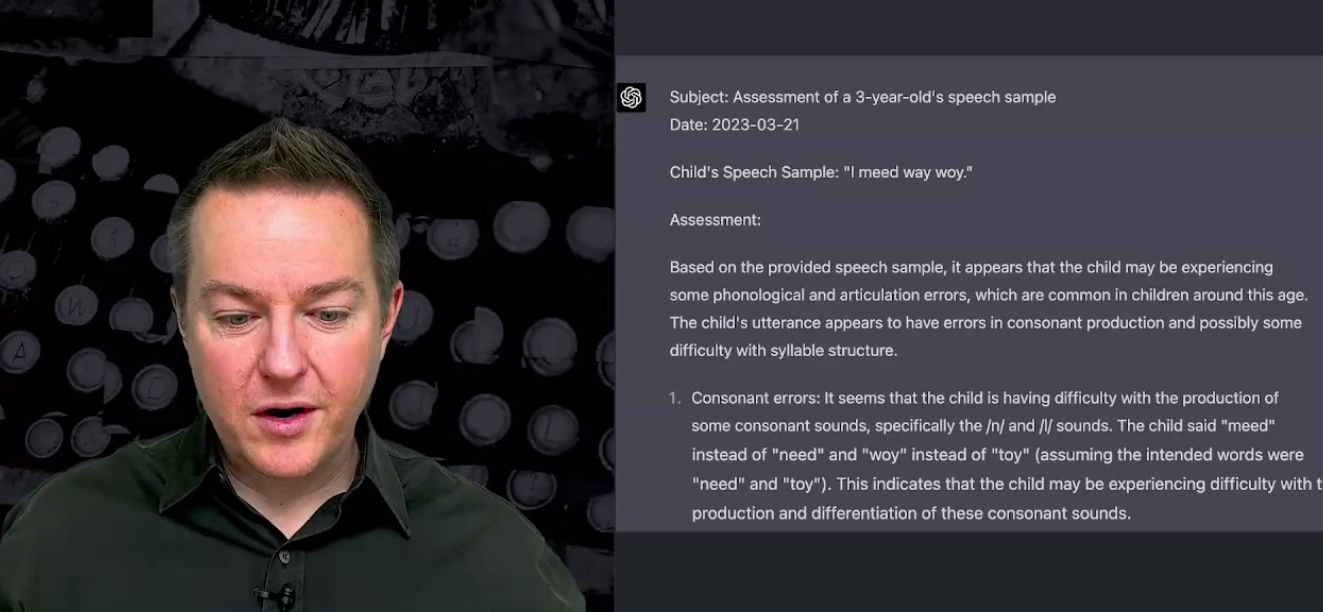 Subject: Assessment of a 3-year-old's speech sample
Date: 2023-03-21
Child's Speech Sample: "I meed way woy."
Assessment:
Based on the provided speech sample, it appears that the child may be experiencing
some phonological and articulation errors, which are common in children around this age.
The child's utterance appears to have errors in consonant production and possibly some
difficulty with syllable structure.
1. Consonant errors: It seems that the child is having difficulty with the production of
some consonant sounds, specifically the /n/ and /l/ sounds. The child said "meed"
instead of "need" and "woy" instead of "toy" (assuming the intended words were
"need" and "toy"). This indicates that the child may be experiencing difficulty with t
production and differentiation of these consonant sounds.